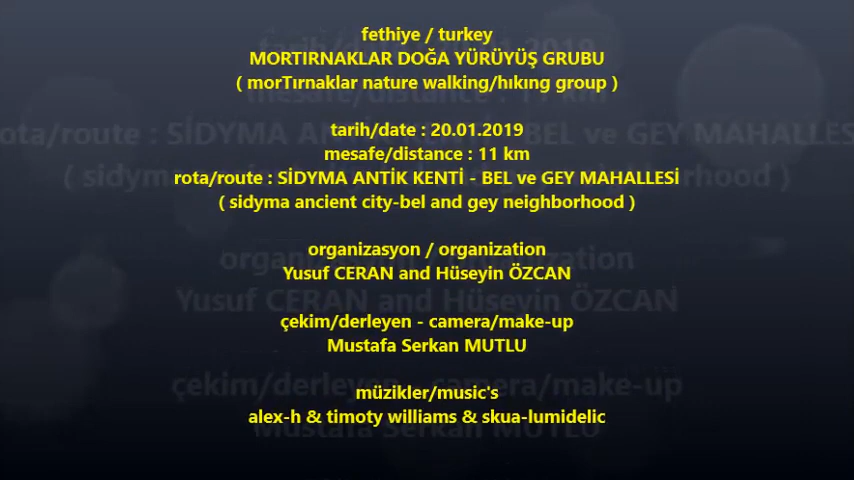 fethiye / turkey
MORTIRNAKLAR DOĞA YÜRÜYÜŞ GRUBU
( morTırnaklar nature walking/hıkıng group )
tarih/date : 20.01.2019
mesafe/distance : 11 km
rota/route : SİDYMA ANTİK KENTİ - BEL ve GEY MAHALLESİ
( sidyma ancient city-bel and gey neighborhood )
organizasyon / organization
Yusuf CERAN and Hüseyin ÖZCAN
çekim/derleyen - camera/make-up
Mustafa Serkan MUTLU
müzikler/music's
alex-h & timoty williams & skua-lumidelic